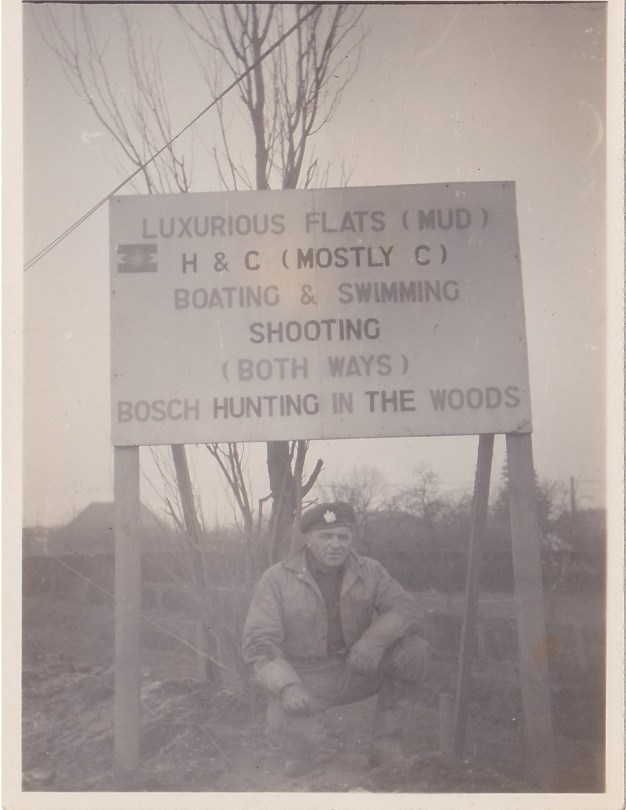 LUXURIOUS FLATS (MUD)
H & C (MOSTLY C)
BOATING & SWIMMING
SHOOTING
(BOTH WAYS)
BOSCH HUNTING IN THE WOODS